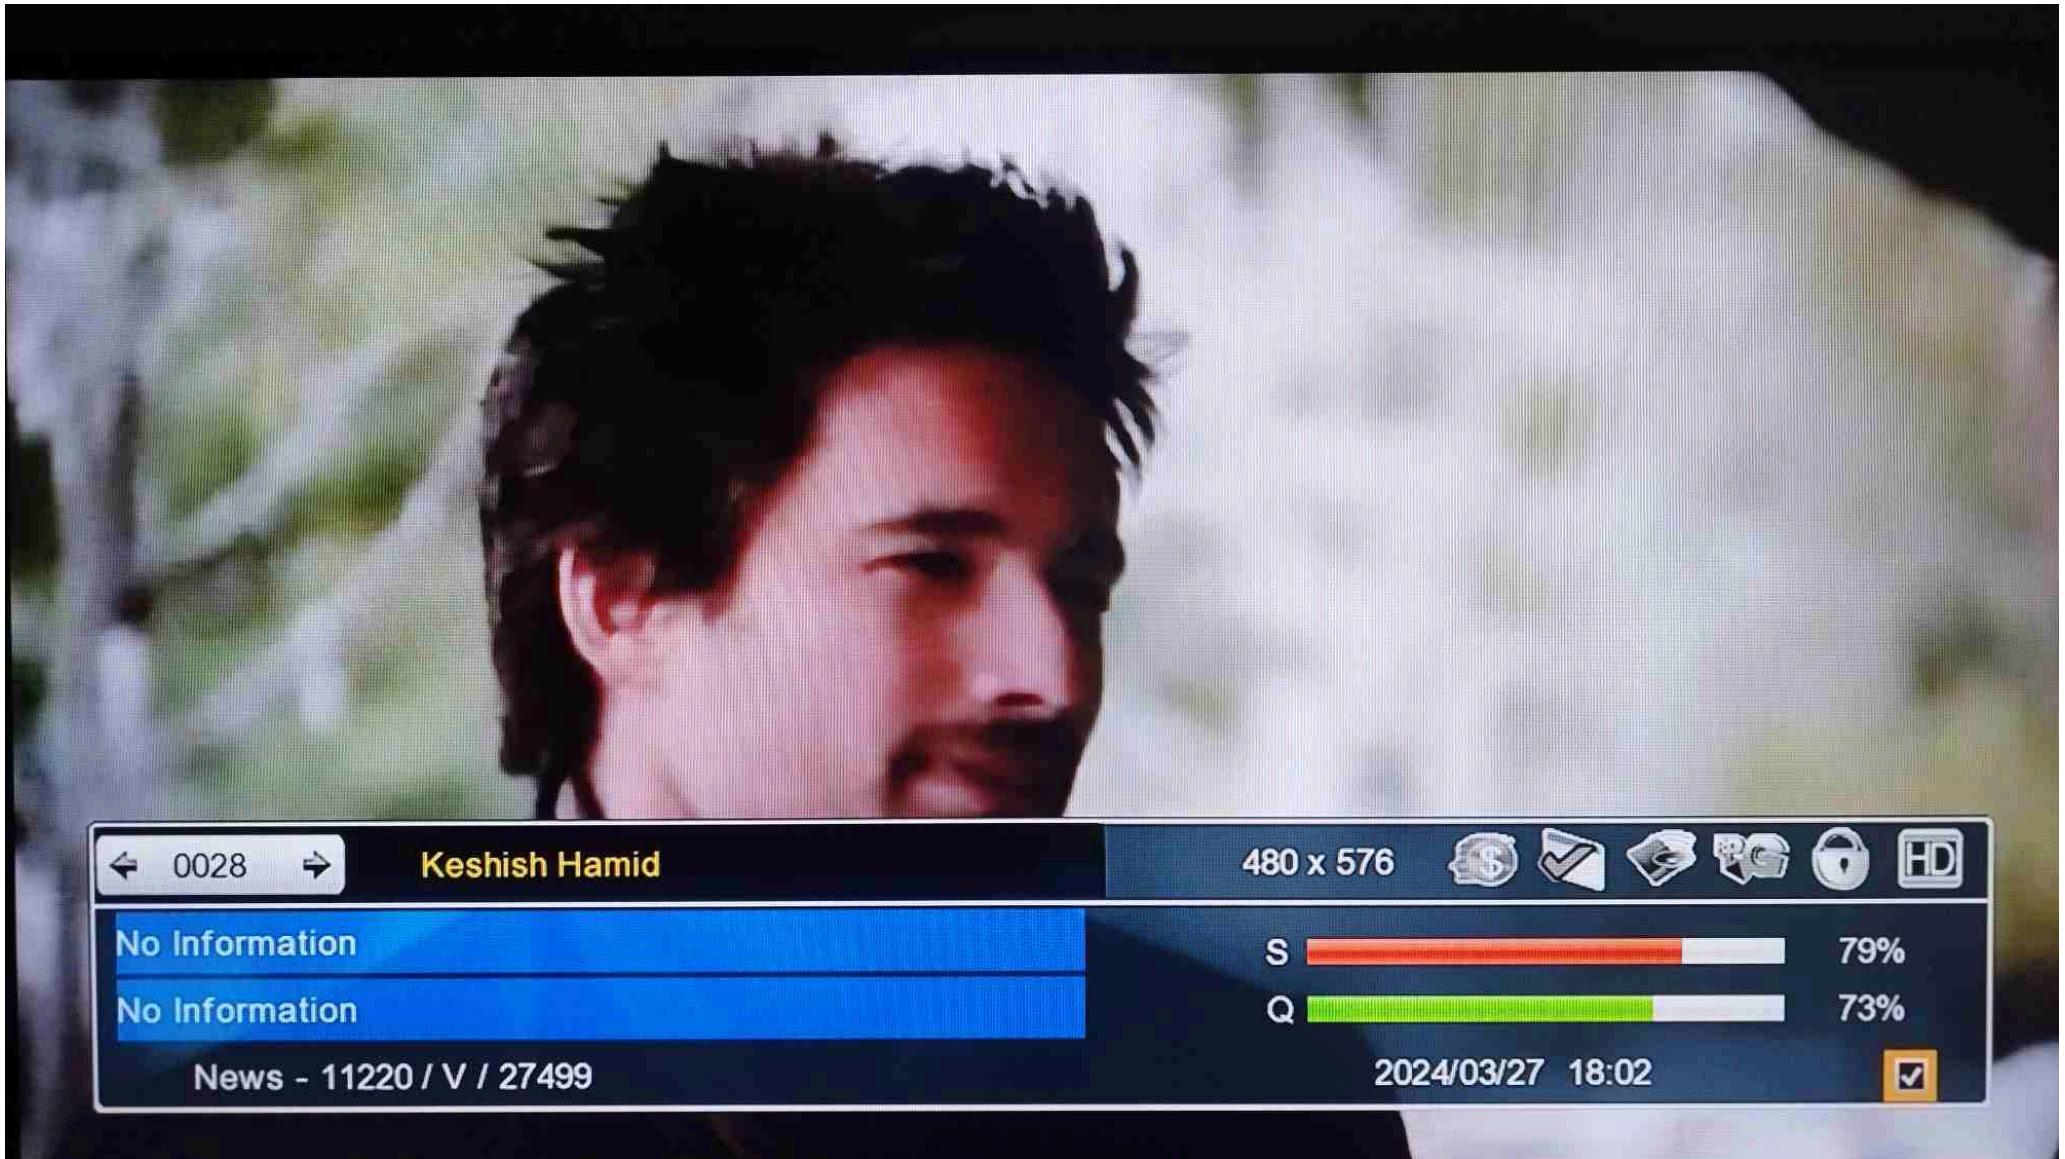 0028
Keshish Hamid
480 x 576
$
HD
No Information
No Information
S 79%
Q 73%
News - 11220 / V / 27499
2024/03/27 18:02